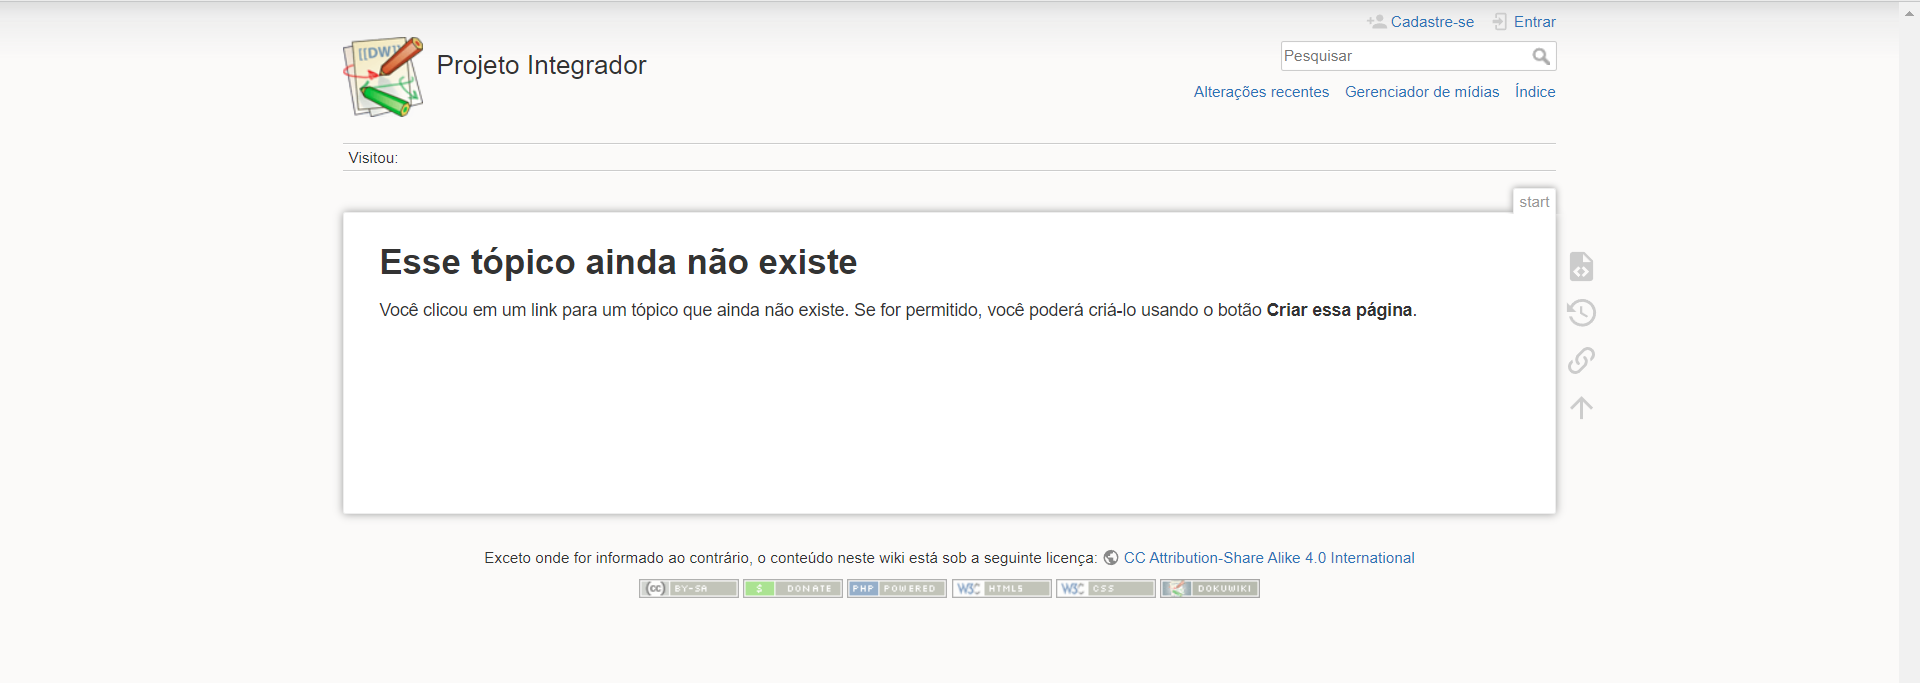 Cadastre-se Entrar
[[DW]]
Projeto Integrador
Pesquisar
Alterações recentes Gerenciador de mídias Índice
Visitou:
start
Esse tópico ainda não existe
Você clicou em um link para um tópico que ainda não existe. Se for permitido, você poderá criá-lo usando o botão Criar essa página.
Exceto onde for informado ao contrário, o conteúdo neste wiki está sob a seguinte licença: CC Attribution-Share Alike 4.0 International
(cc) BY-SA $ DONATE PHP POWERED W3C HTML5 W3C CSS DOKUWIKI